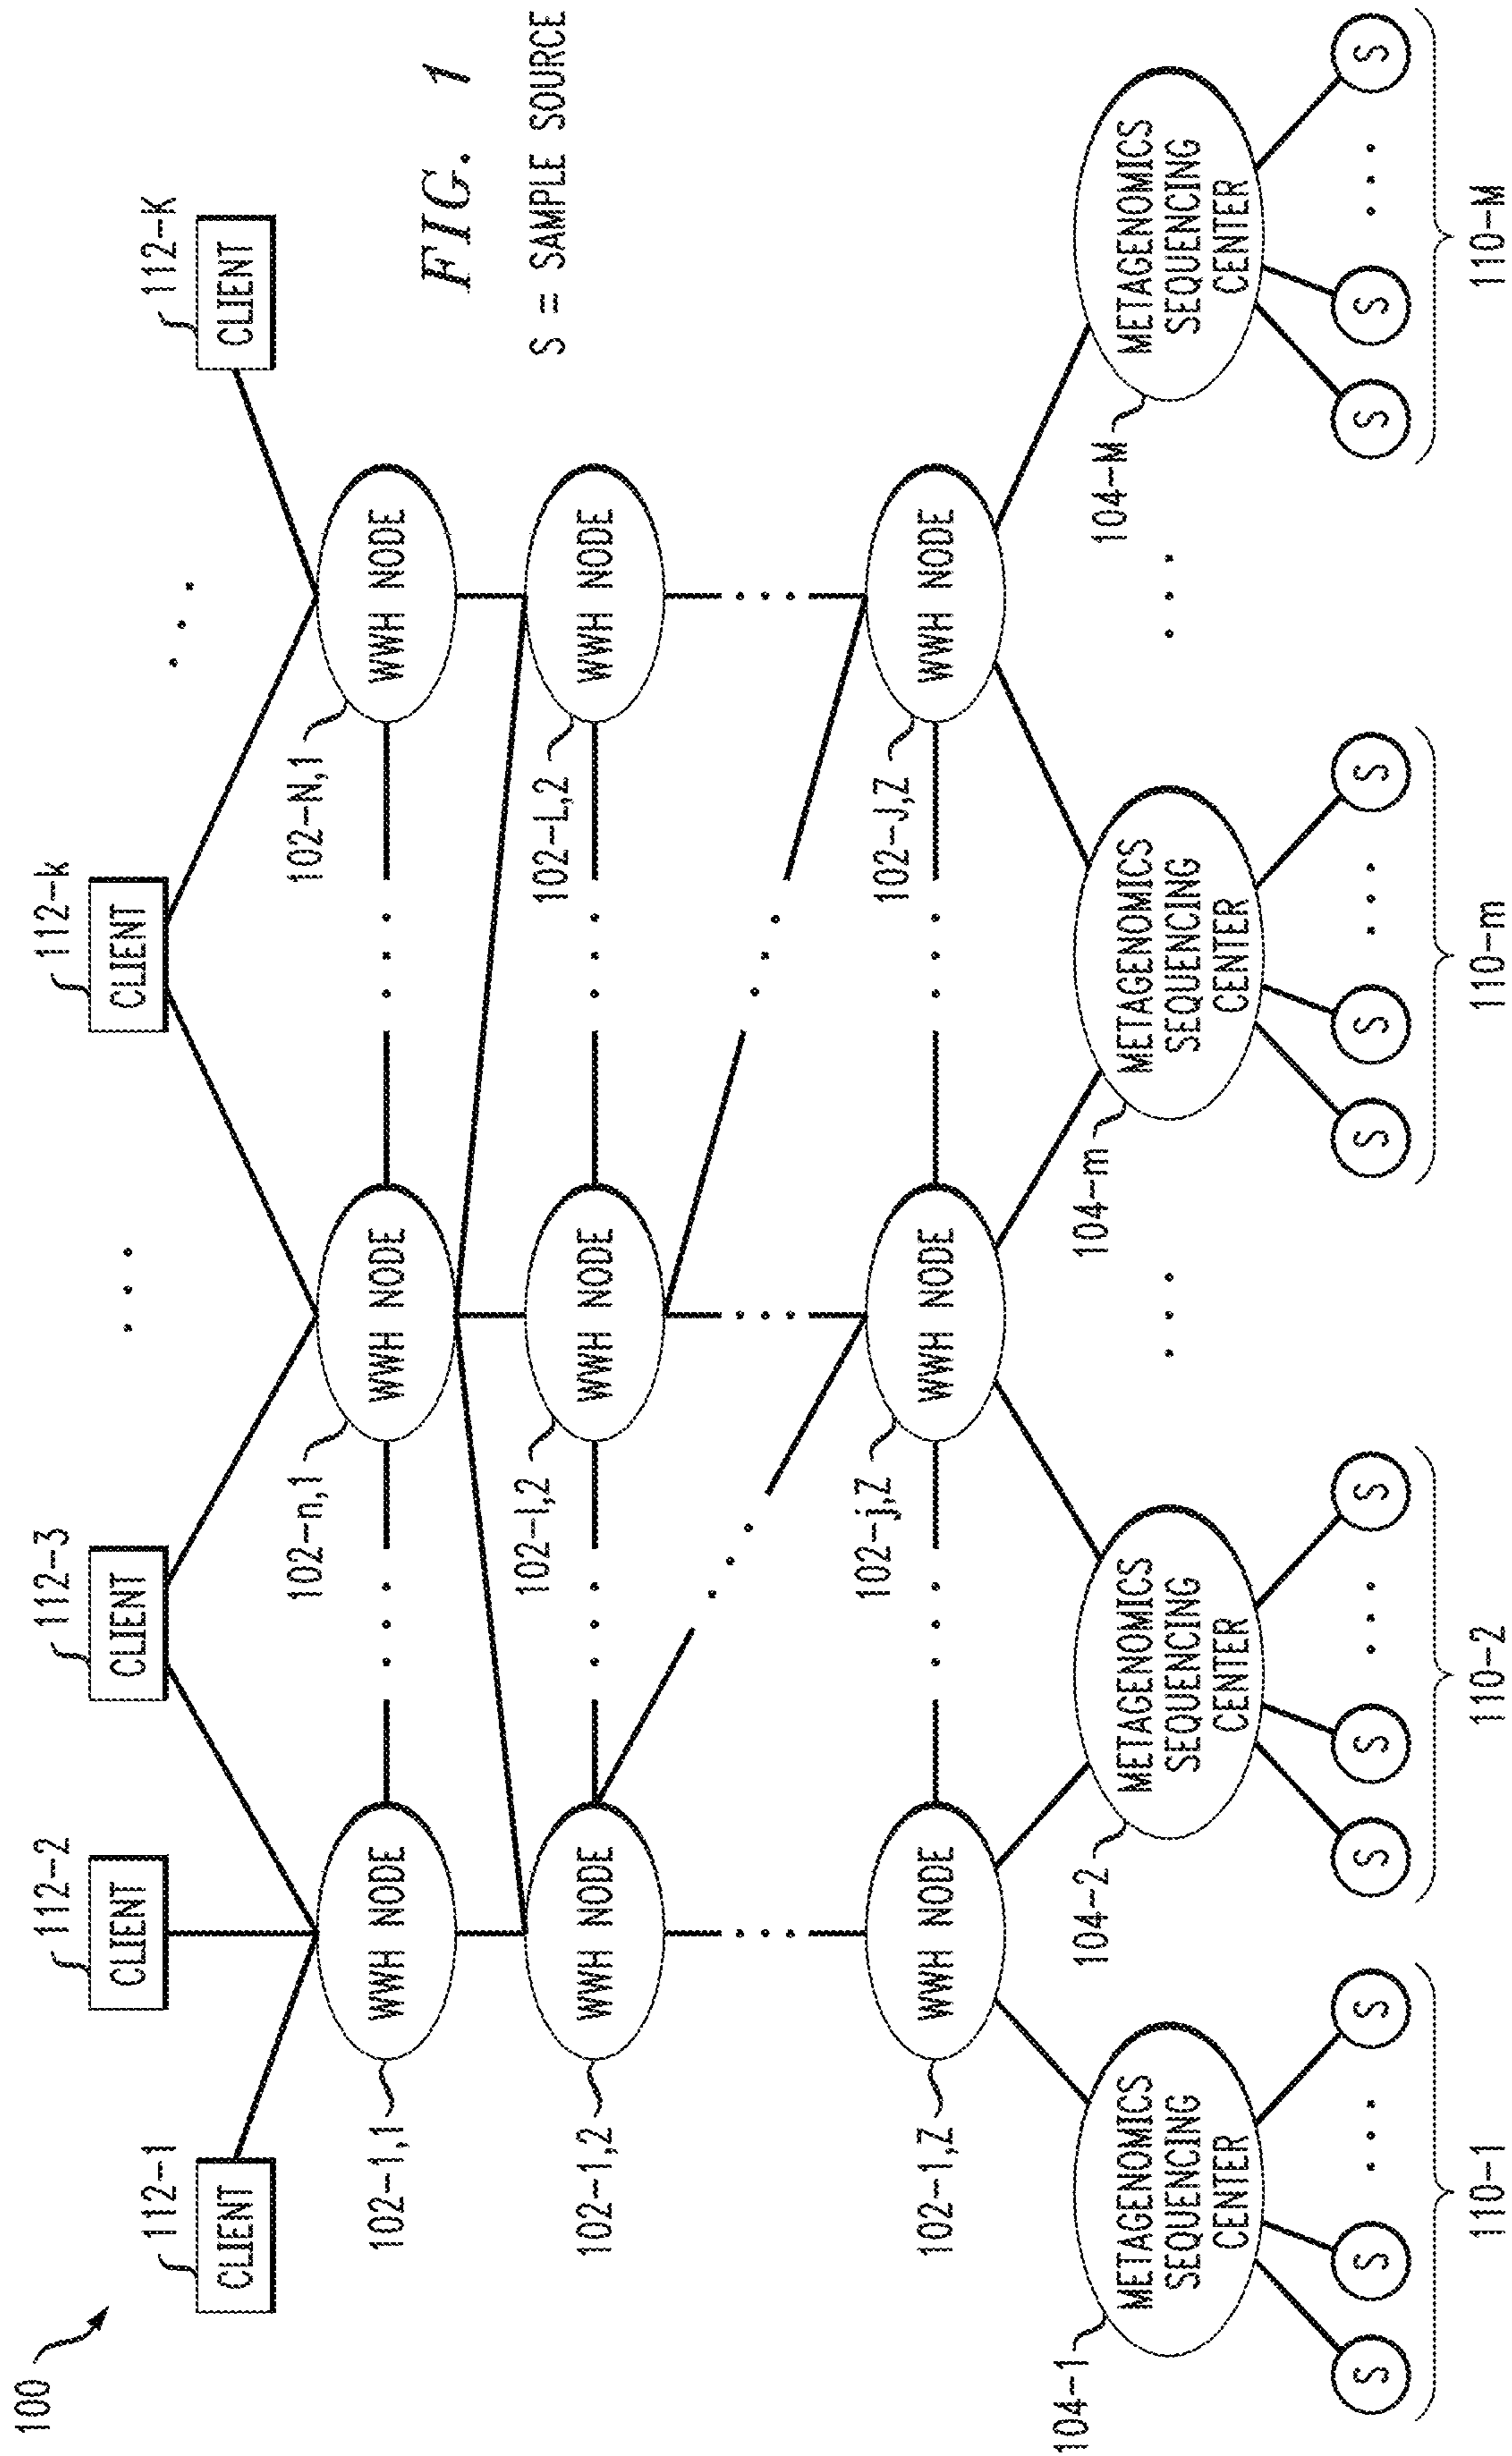 100
112-1
CLIENT
112-2
CLIENT
112-3
CLIENT
. . .
112-k
CLIENT
. . .
112-K
CLIENT
FIG. 1
S = SAMPLE SOURCE
102-1,1
WWH NODE
. . .
102-n,1
WWH NODE
. . .
102-N,1
WWH NODE
102-1,2
WWH NODE
. . .
102-l,2
WWH NODE
. . .
102-L,2
WWH NODE
. . .
. . .
. . .
. . .
. . .
102-1,Z
WWH NODE
. . .
102-j,Z
WWH NODE
. . .
102-J,Z
WWH NODE
104-1
METAGENOMICS
SEQUENCING
CENTER
104-2
METAGENOMICS
SEQUENCING
CENTER
. . .
104-m
METAGENOMICS
SEQUENCING
CENTER
. . .
104-M
METAGENOMICS
SEQUENCING
CENTER
S S . . . S
S S . . . S
S S . . . S
S S . . . S
110-1
110-2
110-m
110-M